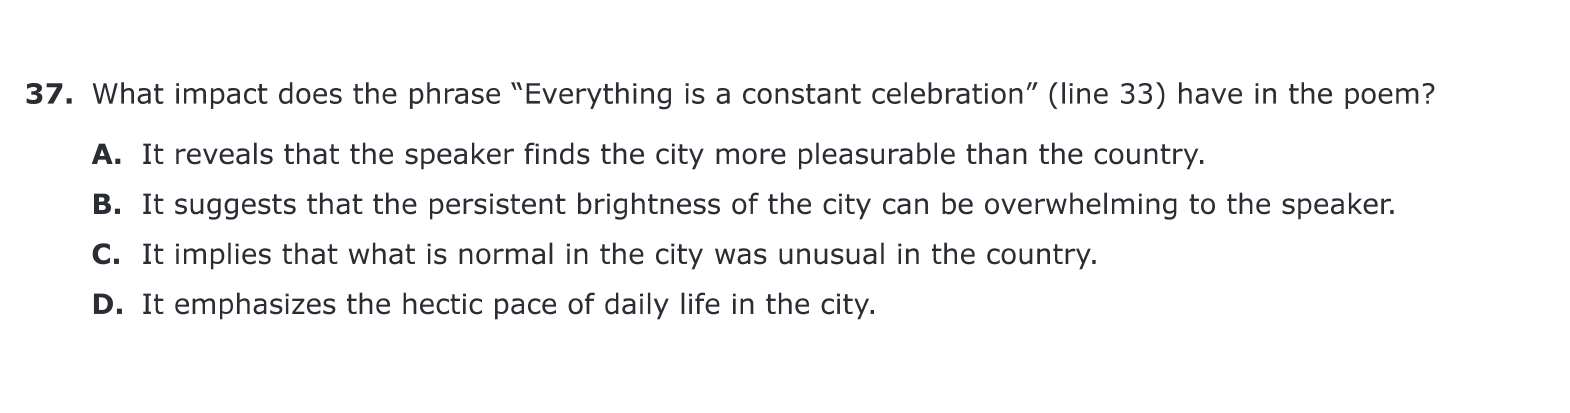 37. What impact does the phrase “Everything is a constant celebration” (line 33) have in the poem?
A. It reveals that the speaker finds the city more pleasurable than the country.
B. It suggests that the persistent brightness of the city can be overwhelming to the speaker.
C. It implies that what is normal in the city was unusual in the country.
D. It emphasizes the hectic pace of daily life in the city.